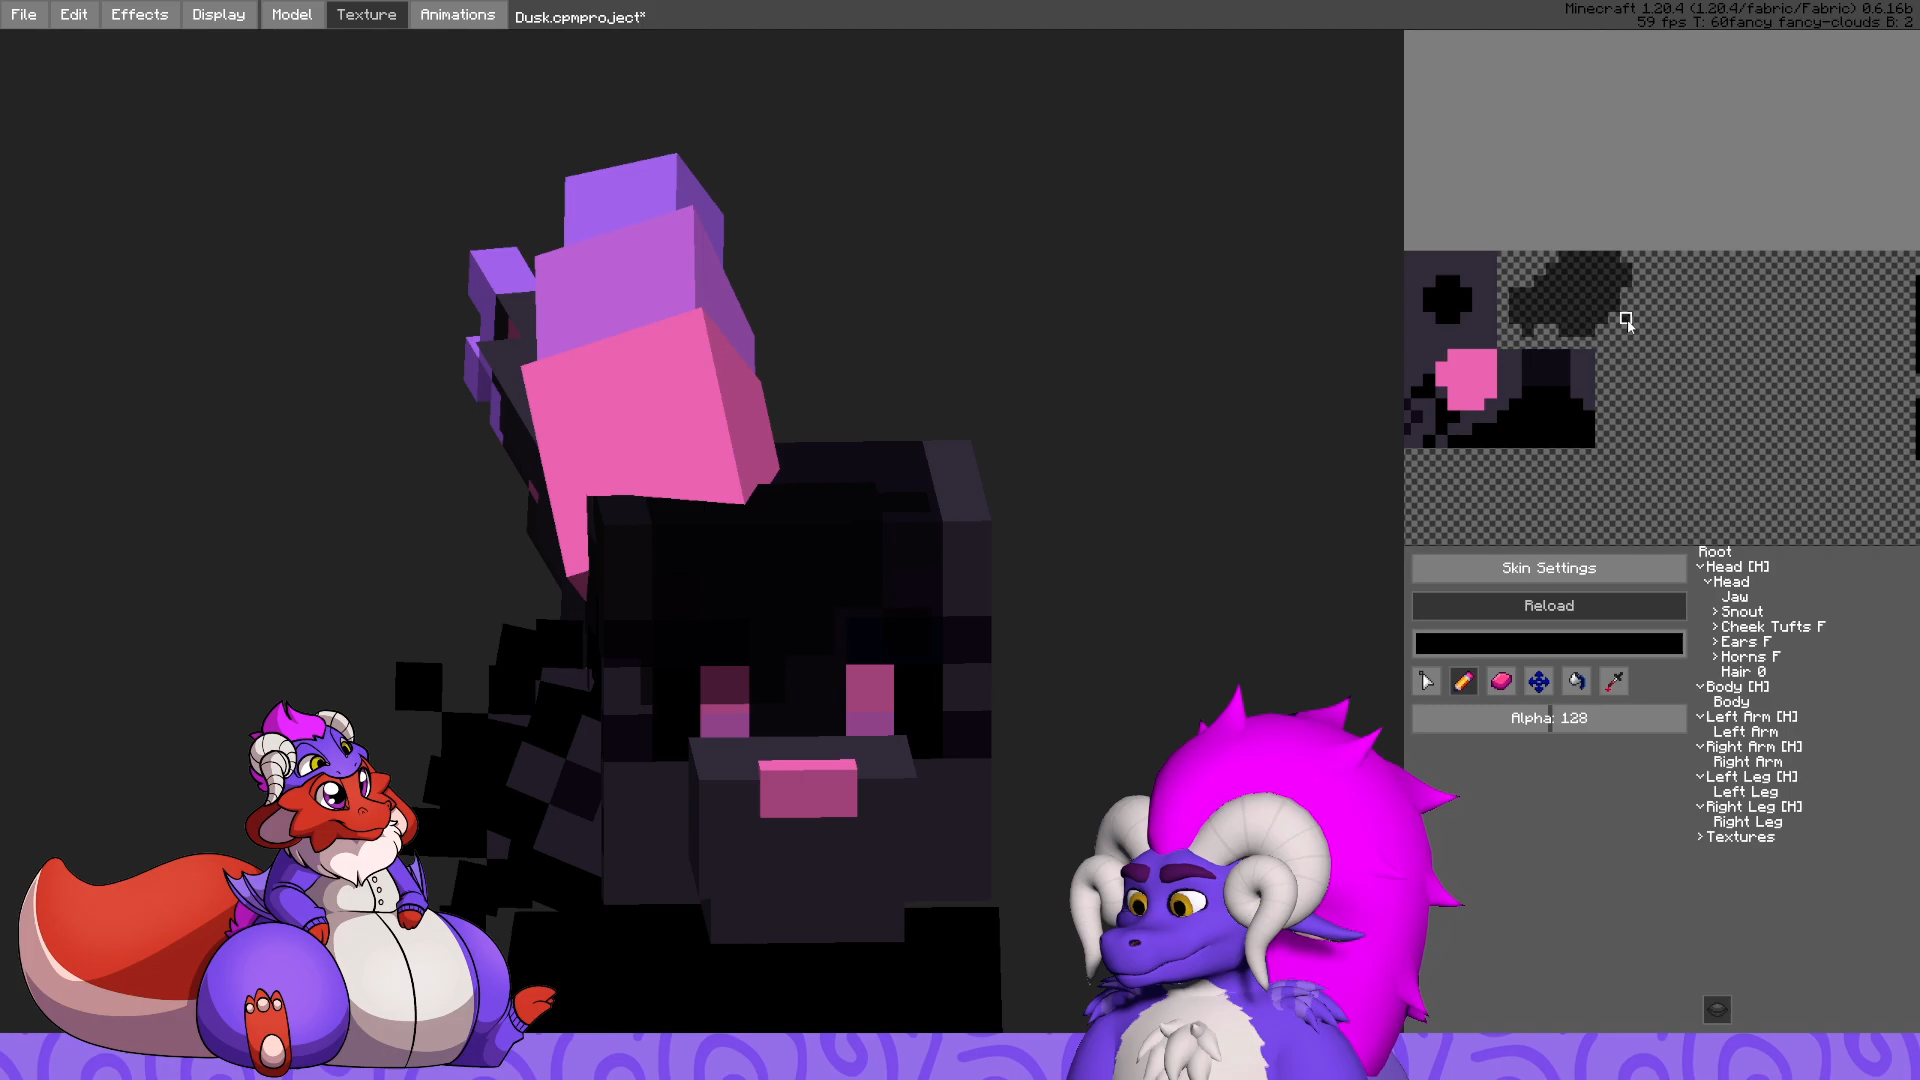 File Edit Effects Display Model Texture Animations Dusk.cpmproject*
Minecraft 1.20.4 (1.20.4/fabric/Fabric) 0.6.16b
59 fps T: 60fancy fancy-clouds B: 2
Skin Settings
Reload
Alpha: 128
Root
Head [H]
Head
Jaw
Snout
Cheek Tufts F
Ears F
Horns F
Hair 0
Body [H]
Body
Left Arm [H]
Left Arm
Right Arm [H]
Right Arm
Left Leg [H]
Left Leg
Right Leg [H]
Right Leg
Textures